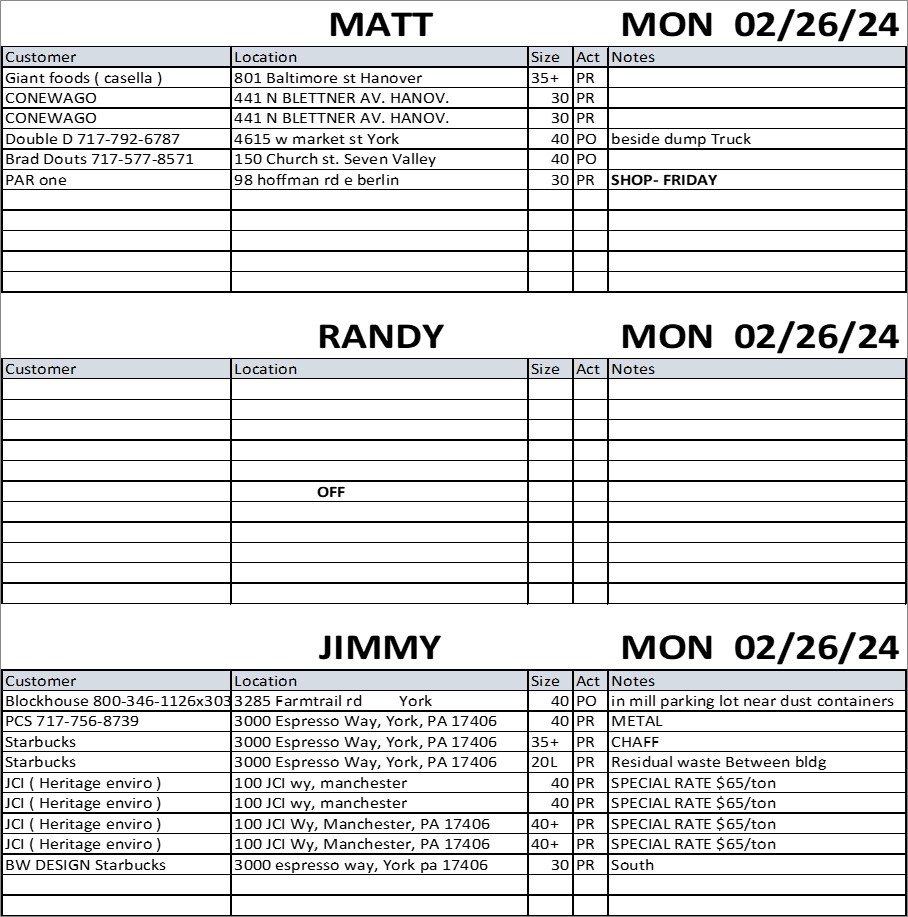 MATT MON 02/26/24
Customer Location Size Act Notes
Giant foods ( casella ) 801 Baltimore st Hanover 35+ PR
CONEWAGO 441 N BLETTNER AV. HANOV. 30 PR
CONEWAGO 441 N BLETTNER AV. HANOV. 30 PR
Double D 717-792-6787 4615 w market st York 40 PO beside dump Truck
Brad Douts 717-577-8571 150 Church st. Seven Valley 40 PO
PAR one 98 hoffman rd e berlin 30 PR SHOP- FRIDAY
RANDY MON 02/26/24
Customer Location Size Act Notes
OFF
JIMMY MON 02/26/24
Customer Location Size Act Notes
Blockhouse 800-346-1126x303 3285 Farmtrail rd York 40 PO in mill parking lot near dust containers
PCS 717-756-8739 3000 Espresso Way, York, PA 17406 40 PR METAL
Starbucks 3000 Espresso Way, York, PA 17406 35+ PR CHAFF
Starbucks 3000 Espresso Way, York, PA 17406 20L PR Residual waste Between bldg
JCI ( Heritage enviro ) 100 JCI wy, manchester 40 PR SPECIAL RATE $65/ton
JCI ( Heritage enviro ) 100 JCI wy, manchester 40 PR SPECIAL RATE $65/ton
JCI ( Heritage enviro ) 100 JCI Wy, Manchester, PA 17406 40+ PR SPECIAL RATE $65/ton
JCI ( Heritage enviro ) 100 JCI Wy, Manchester, PA 17406 40+ PR SPECIAL RATE $65/ton
BW DESIGN Starbucks 3000 espresso way, York pa 17406 30 PR South